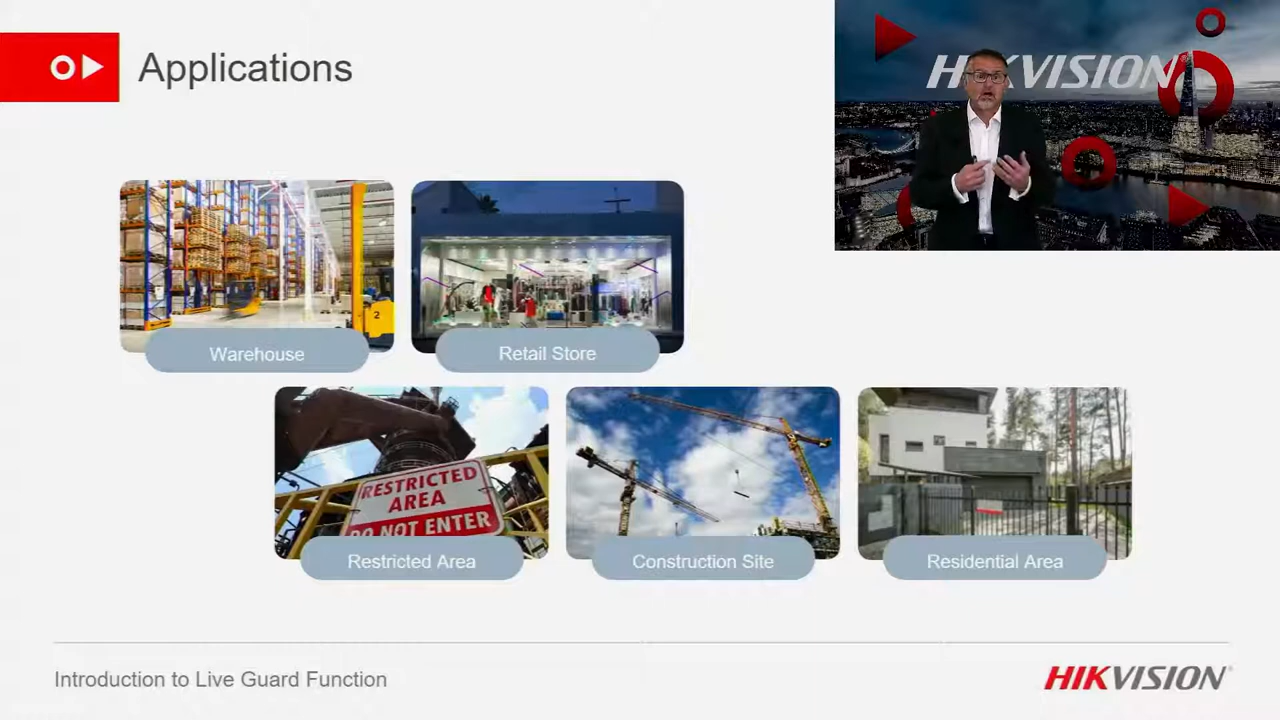 Applications
HIKVISION
Warehouse
2
Retail Store
RESTRICTED
AREA
DO NOT ENTER
Restricted Area
Construction Site
Residential Area
Introduction to Live Guard Function
HIKVISION